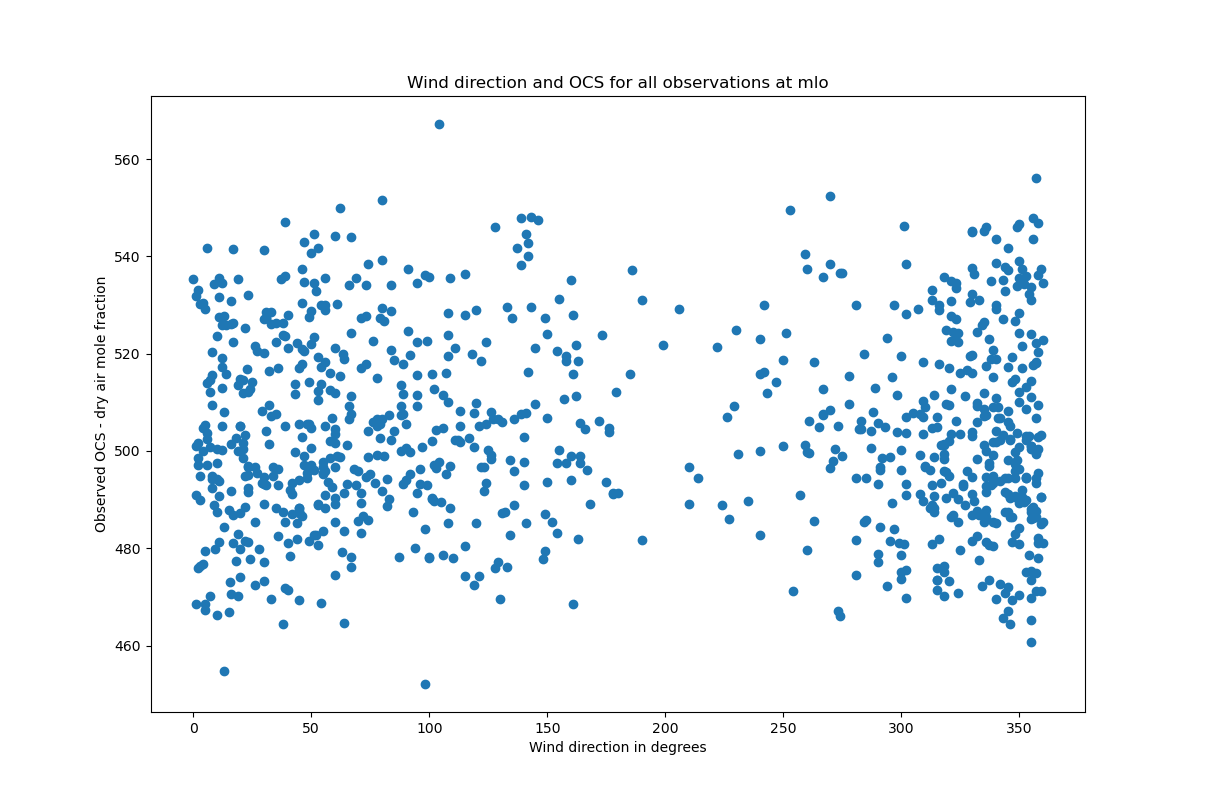 Wind direction and OCS for all observations at mlo
Observed OCS - dry air mole fraction
560
540
520
500
480
460
0 50 100 150 200 250 300 350
Wind direction in degrees